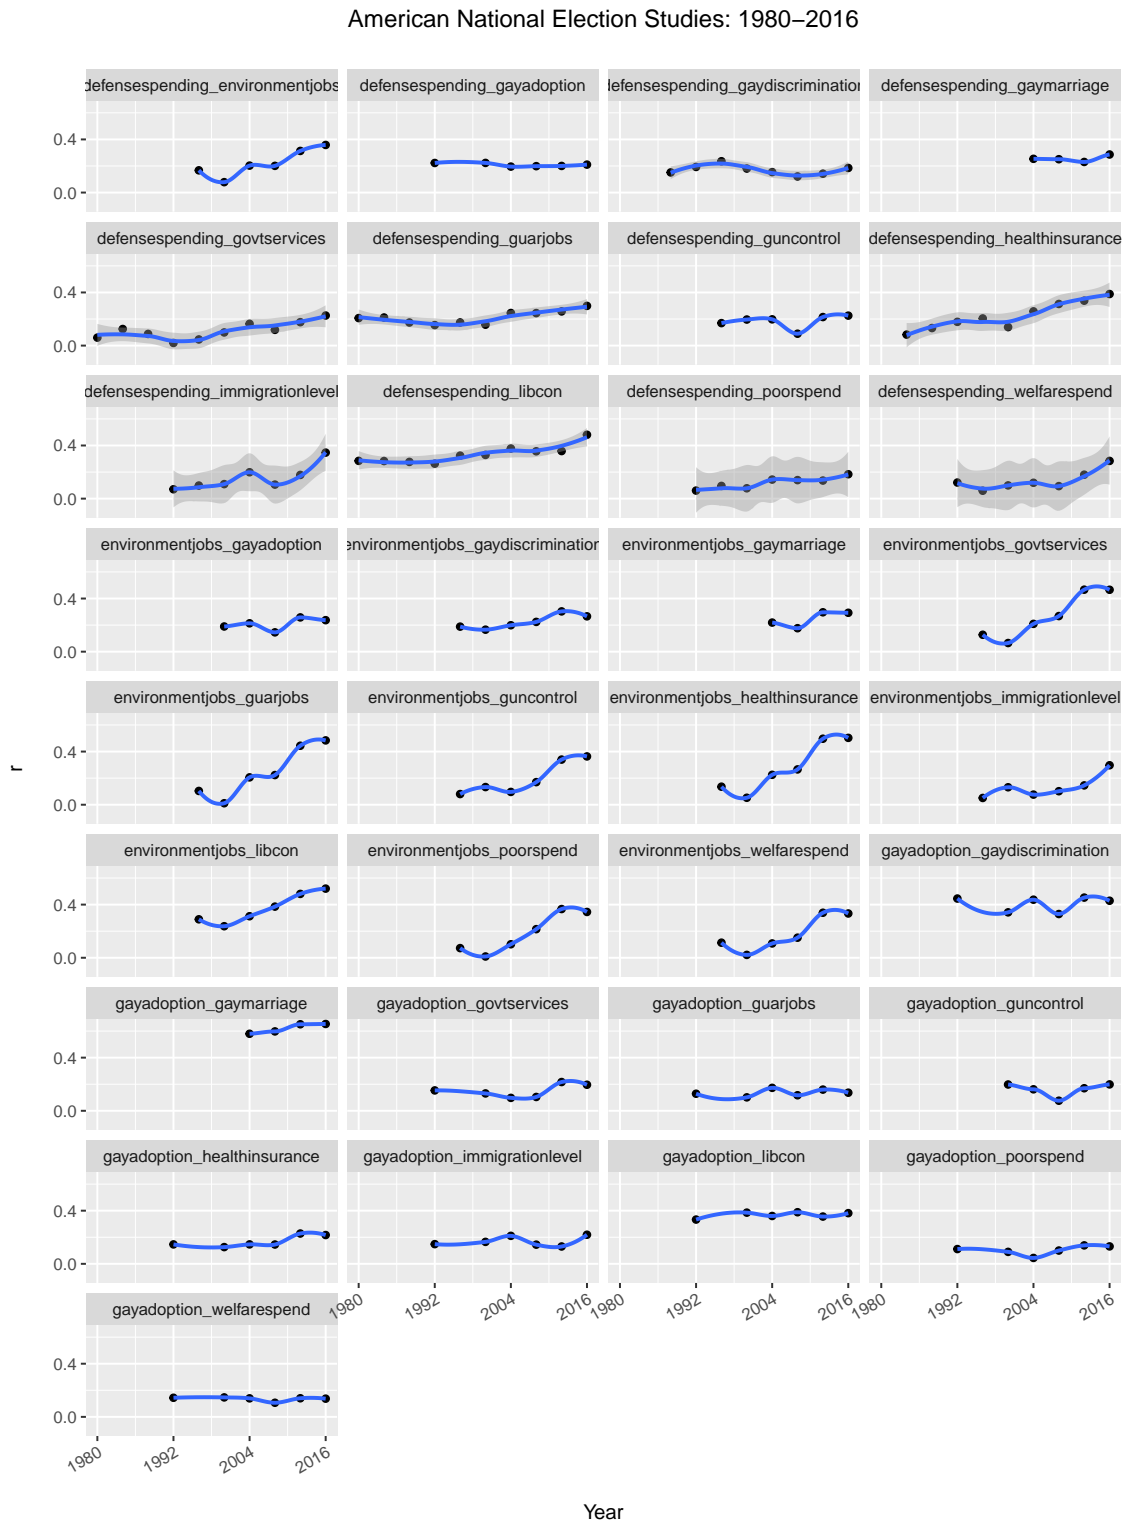 American National Election Studies: 1980−2016
defensespending_environmentjobs defensespending_gayadoption defensespending_gaydiscrimination defensespending_gaymarriage
0.4
0.0
defensespending_govtservices defensespending_guarjobs defensespending_guncontrol defensespending_healthinsurance
0.4
0.0
defensespending_immigrationlevel defensespending_libcon defensespending_poorspend defensespending_welfarespend
0.4
0.0
environmentjobs_gayadoption environmentjobs_gaydiscrimination environmentjobs_gaymarriage environmentjobs_govtservices
0.4
0.0
environmentjobs_guarjobs environmentjobs_guncontrol environmentjobs_healthinsurance environmentjobs_immigrationlevel
0.4
r
0.0
environmentjobs_libcon environmentjobs_poorspend environmentjobs_welfarespend gayadoption_gaydiscrimination
0.4
0.0
gayadoption_gaymarriage gayadoption_govtservices gayadoption_guarjobs gayadoption_guncontrol
0.4
0.0
gayadoption_healthinsurance gayadoption_immigrationlevel gayadoption_libcon gayadoption_poorspend
0.4
0.0
1980 1992 2004 2016 1980 1992 2004 2016 1980 1992 2004 2016
gayadoption_welfarespend
0.4
0.0
1980 1992 2004 2016
Year